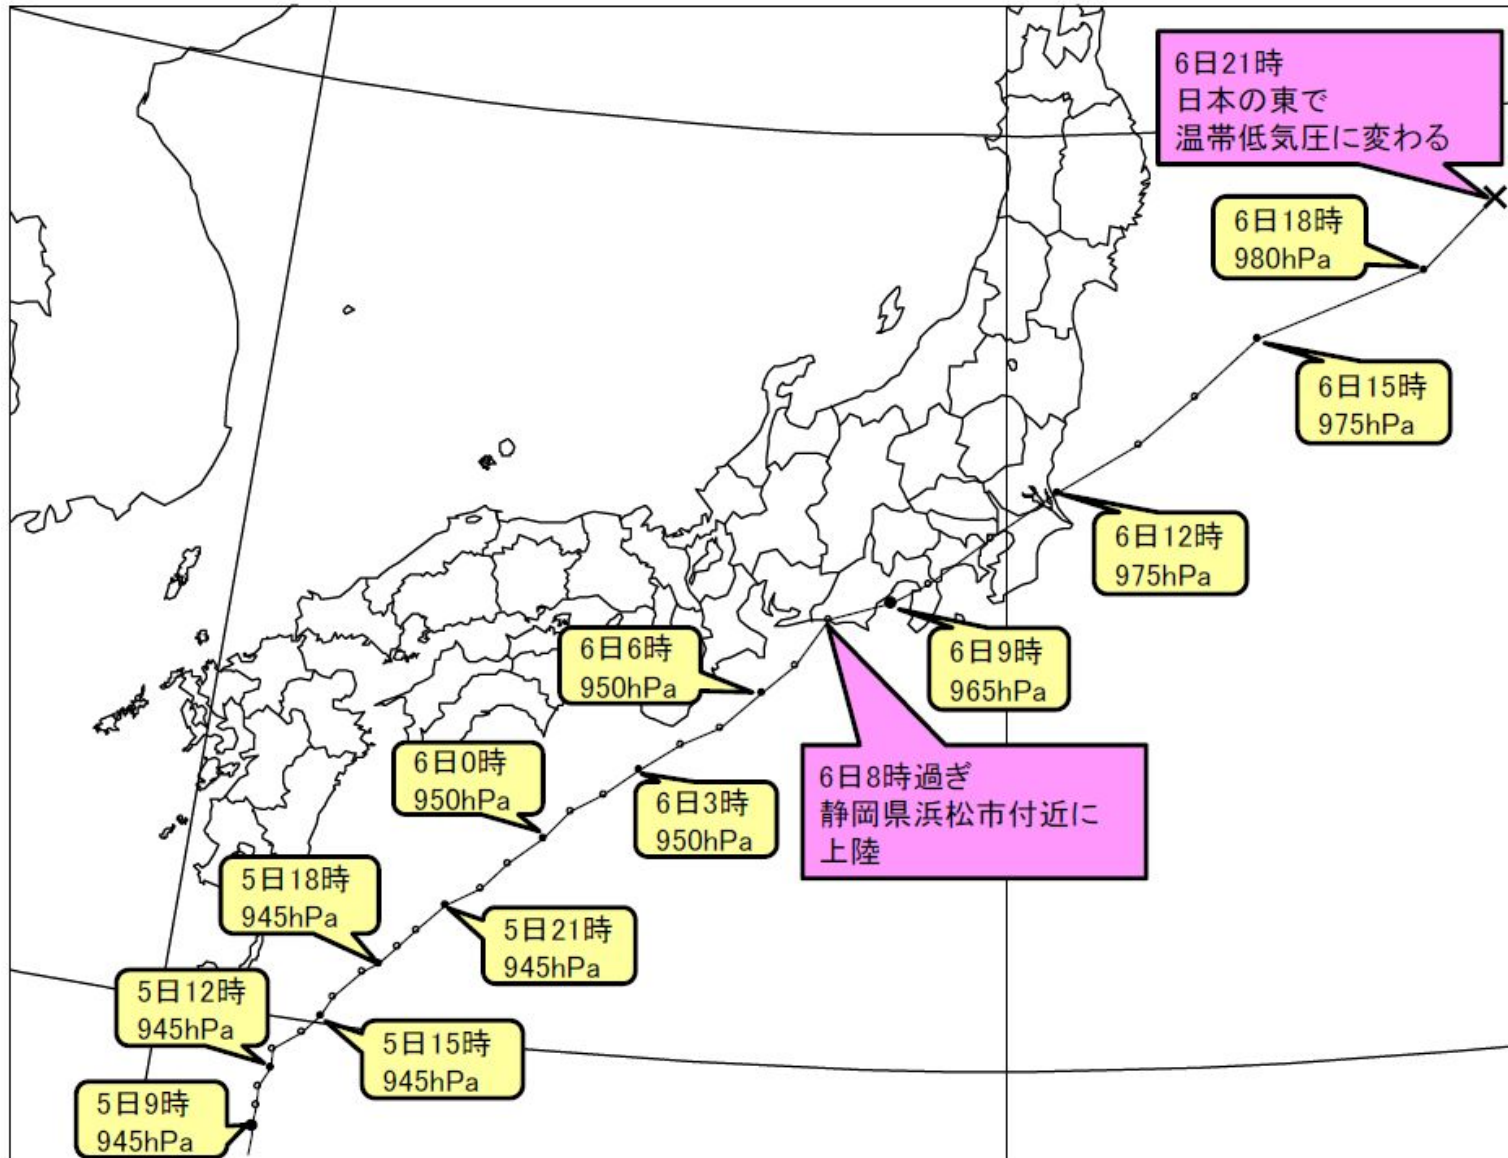 6日21時
日本の東で
温帯低気圧に変わる
6日18時
980hPa
6日15時
975hPa
6日12時
975hPa
6日6時
950hPa
6日9時
965hPa
6日0時
950hPa
6日3時
950hPa
6日8時過ぎ
静岡県浜松市付近に
上陸
5日18時
945hPa
5日21時
945hPa
5日12時
945hPa
5日15時
945hPa
5日9時
945hPa